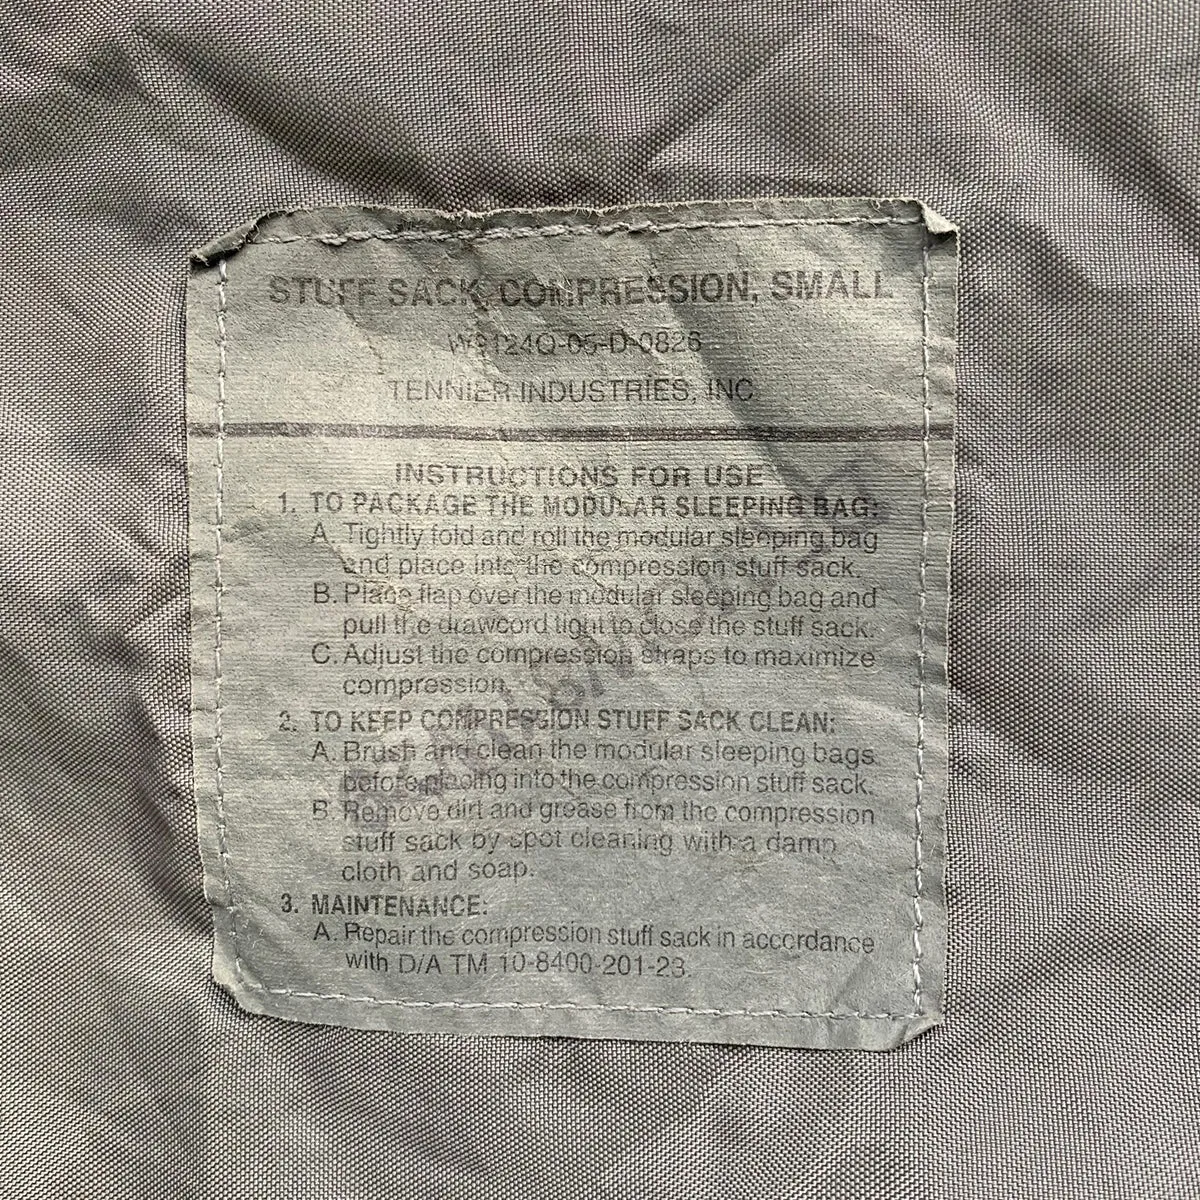 STUFF SACK, COMPRESSION, SMALL
W9124Q-05-D-0826
TENNIER INDUSTRIES, INC
INSTRUCTIONS FOR USE
1. TO PACKAGE THE MODULAR SLEEPING BAG:
A. Tightly fold and roll the modular sleeping bag
and place into the compression stuff sack.
B. Place flap over the modular sleeping bag and
pull the drawcord tight to close the stuff sack.
C. Adjust the compression straps to maximize
compression.
2. TO KEEP COMPRESSION STUFF SACK CLEAN:
A. Brush and clean the modular sleeping bags
before placing into the compression stuff sack.
B. Remove dirt and grease from the compression
stuff sack by spot cleaning with a damp
cloth and soap.
3. MAINTENANCE:
A. Repair the compression stuff sack in accordance
with D/A TM 10-8400-201-23.